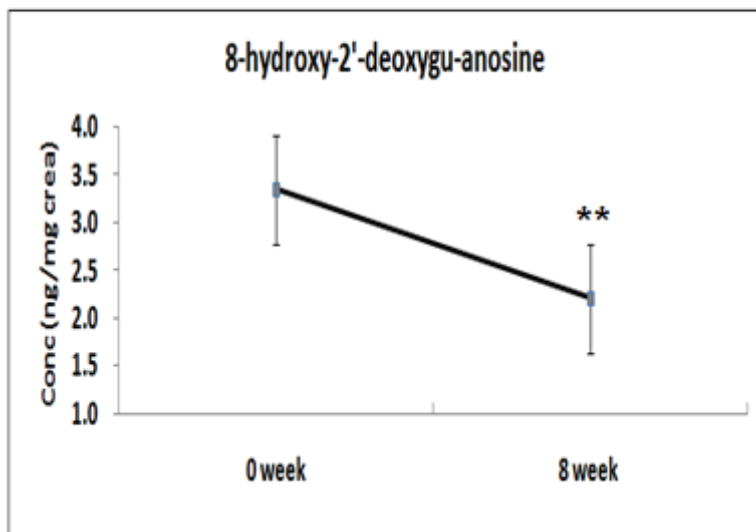 8-hydroxy-2'-deoxygu-anosine
4.0
3.5
3.0
2.5
2.0
1.5
1.0
Conc (ng/mg crea)
**
0 week
8 week